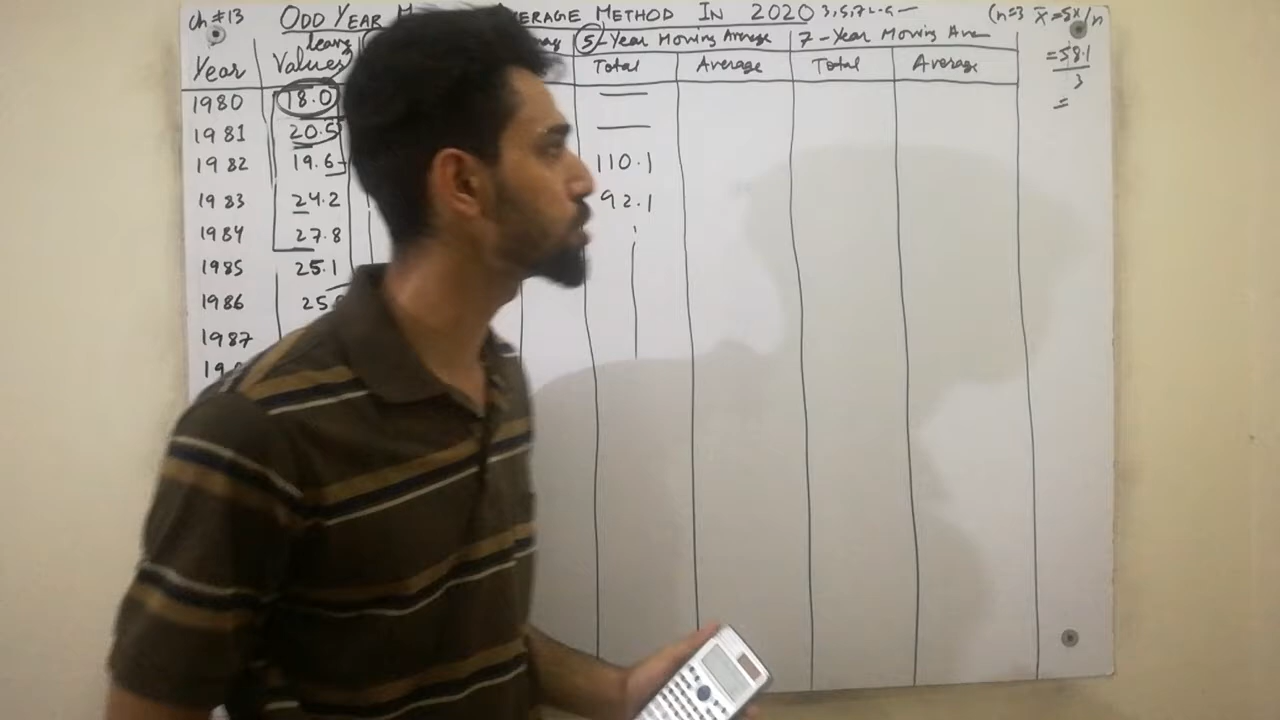 ch #13 ODD YEAR M AVERAGE METHOD IN 2020 3,5,7 (n=3 x̄=Σx/n
5-Year Moving Average 7-Year Moving
Year Values Total Average Total Average =58.1/3
1980 18.0 — =
1981 20.5 —
1982 19.6 110.1
1983 24.2 92.1
1984 27.8
1985 25.1
1986 25
1987